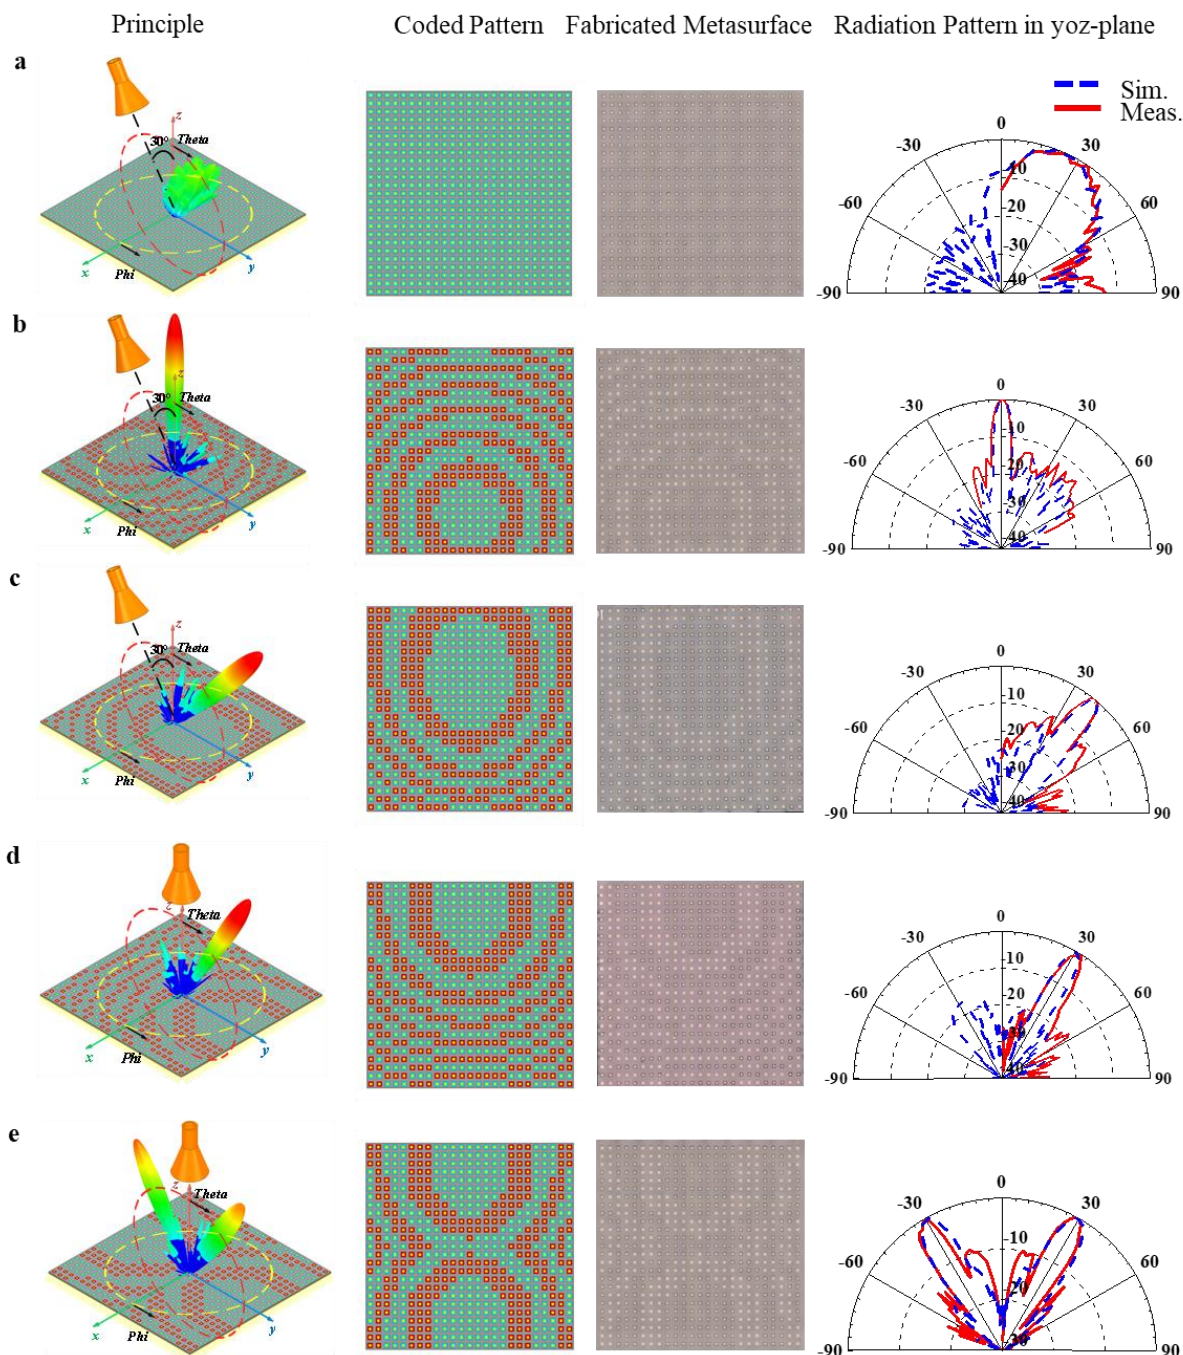 Principle Coded Pattern Fabricated Metasurface Radiation Pattern in yoz-plane
a
z
30° Theta
x Phi y
Sim.
Meas.
0
-30 30
-10
-60 -20 60
-30
-40
-90 90
b
z
Theta
30°
x Phi y
0
-30 30
-10
-60 -20 60
-30
-40
-90 90
c
z
30° Theta
x Phi y
0
-30 30
-10
-60 -20 60
-30
-40
-90 90
d
z Theta
x Phi y
0
-30 30
-10
-60 -20 60
-30
-40
-90 90
e
z Theta
x Phi y
0
-30 30
-10
-60 -20 60
-30
-90 90